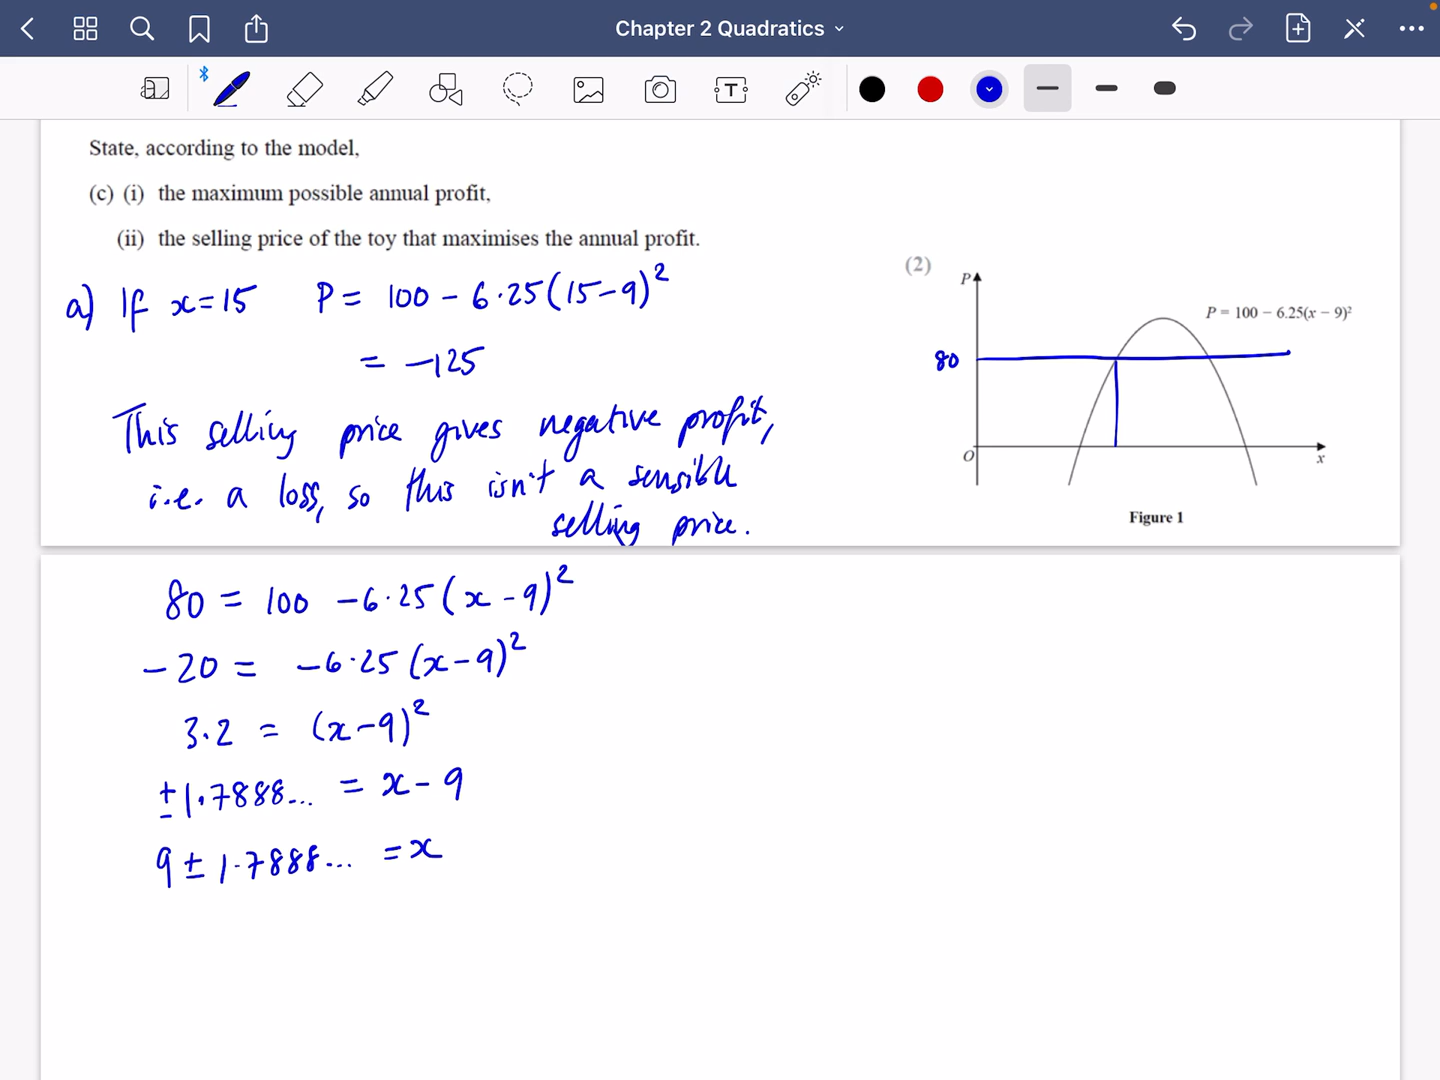 Chapter 2 Quadratics
State, according to the model,
(c) (i) the maximum possible annual profit,
(ii) the selling price of the toy that maximises the annual profit.
(2)
a) If x=15 P = 100 - 6.25(15-9)²
= -125
This selling price gives negative profit,
i.e. a loss, so this isn't a sensible
selling price.
P
P = 100 − 6.25(x − 9)²
80
O
x
Figure 1
80 = 100 -6.25(x-9)²
-20 = -6.25(x-9)²
3.2 = (x-9)²
±1.7888... = x-9
9 ± 1.7888... = x